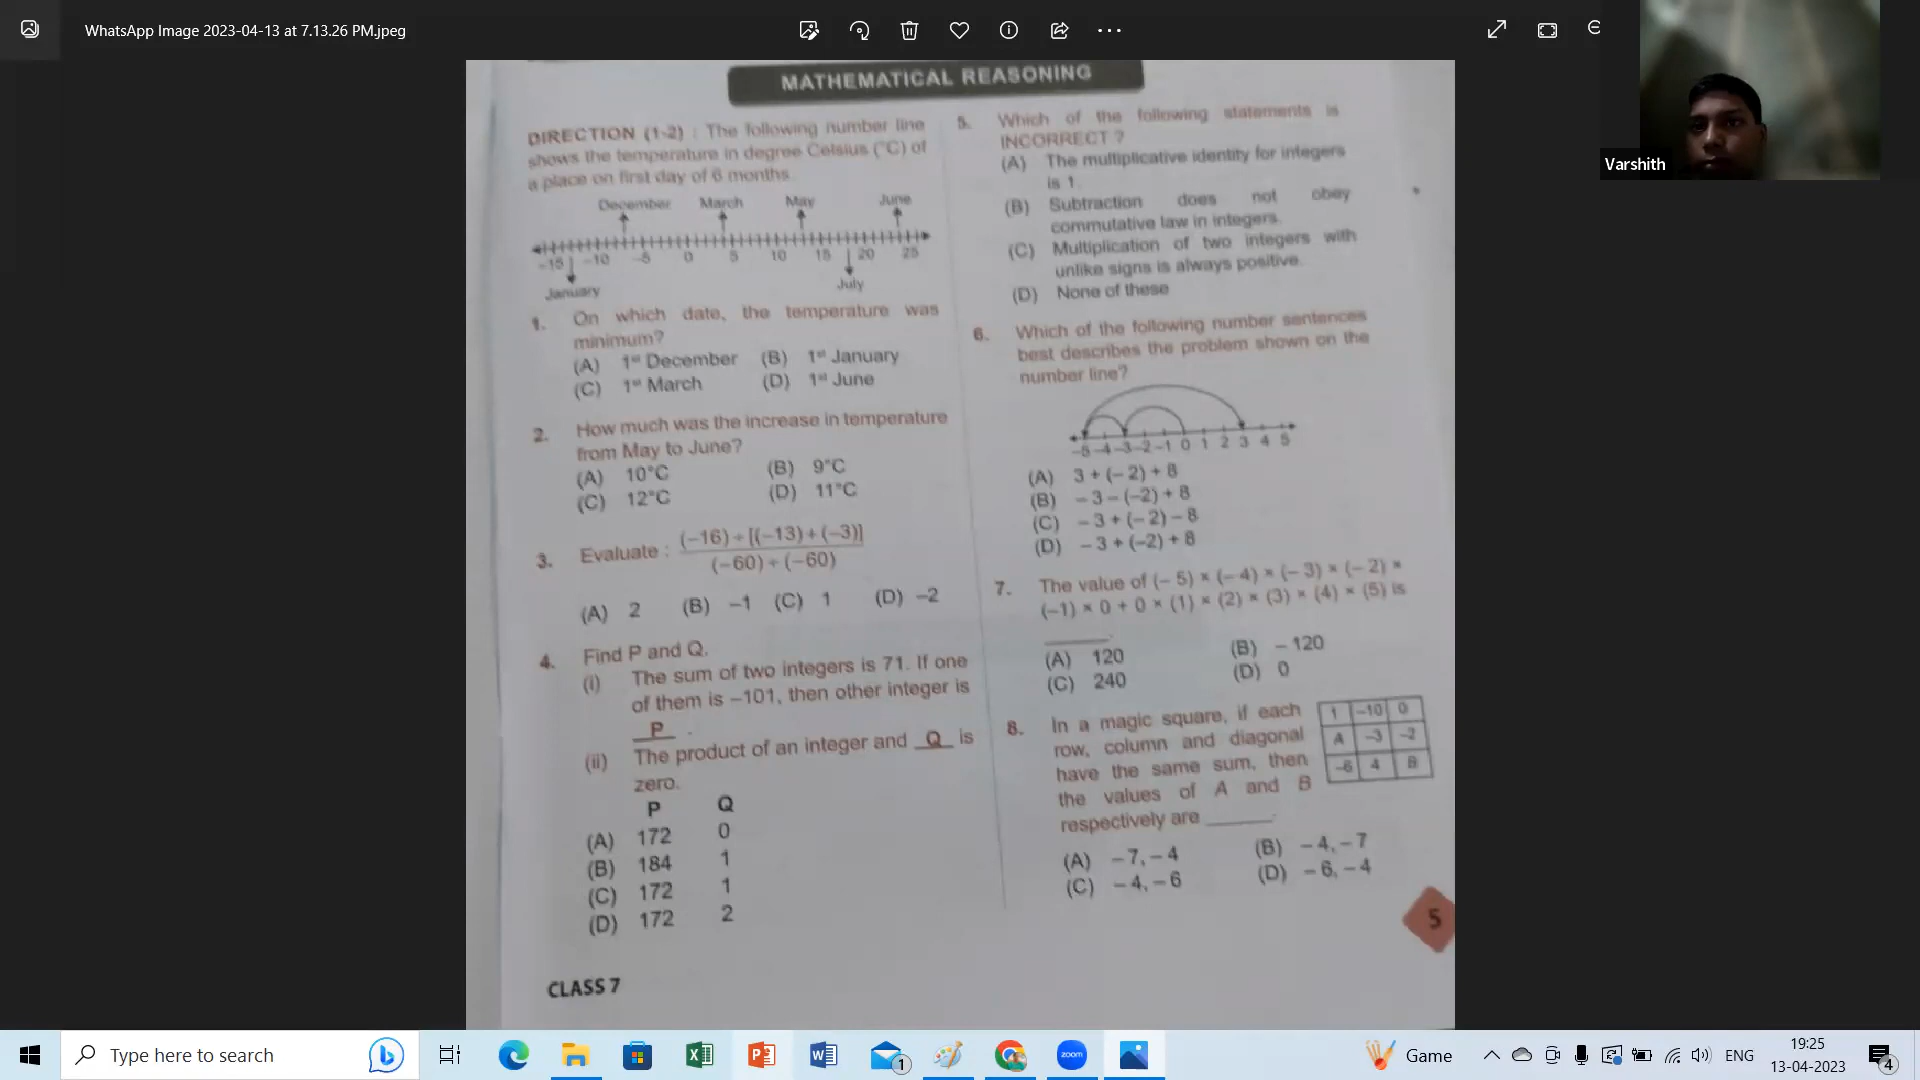 WhatsApp Image 2023-04-13 at 7.13.26 PM.jpeg
Varshith
MATHEMATICAL REASONING
DIRECTION (1-2) : The following number line
shows the temperature in degree Celsius (°C) of
a place on first day of 6 months.
December March May June
-15 -10 -5 0 5 10 15 20 25
January July
1. On which date, the temperature was
minimum?
(A) 1st December (B) 1st January
(C) 1st March (D) 1st June
2. How much was the increase in temperature
from May to June?
(A) 10°C (B) 9°C
(C) 12°C (D) 11°C
3. Evaluate : (−16) ÷ [(−13) + (−3)]
(−60) ÷ (−60)
(A) 2 (B) −1 (C) 1 (D) −2
4. Find P and Q.
(i) The sum of two integers is 71. If one
of them is −101, then other integer is
P .
(ii) The product of an integer and Q is
zero.
P Q
(A) 172 0
(B) 184 1
(C) 172 1
(D) 172 2
CLASS 7
5. Which of the following statements is
INCORRECT ?
(A) The multiplicative identity for integers
is 1.
(B) Subtraction does not obey
commutative law in integers.
(C) Multiplication of two integers with
unlike signs is always positive.
(D) None of these
6. Which of the following number sentences
best describes the problem shown on the
number line?
-5 -4 -3 -2 -1 0 1 2 3 4 5
(A) 3 + (− 2) + 8
(B) − 3 − (−2) + 8
(C) − 3 + (− 2) − 8
(D) − 3 + (−2) + 8
7. The value of (− 5) × (− 4) × (− 3) × (− 2) ×
(−1) × 0 + 0 × (1) × (2) × (3) × (4) × (5) is
______.
(A) 120 (B) − 120
(C) 240 (D) 0
8. In a magic square, if each
row, column and diagonal
have the same sum, then
the values of A and B
respectively are ______.
1 −10 0
A −3 −2
−6 4 B
(A) −7, − 4 (B) − 4, − 7
(C) − 4, − 6 (D) − 6, − 4
5
Type here to search
zoom
1
Game
ENG
19:25
13-04-2023
4